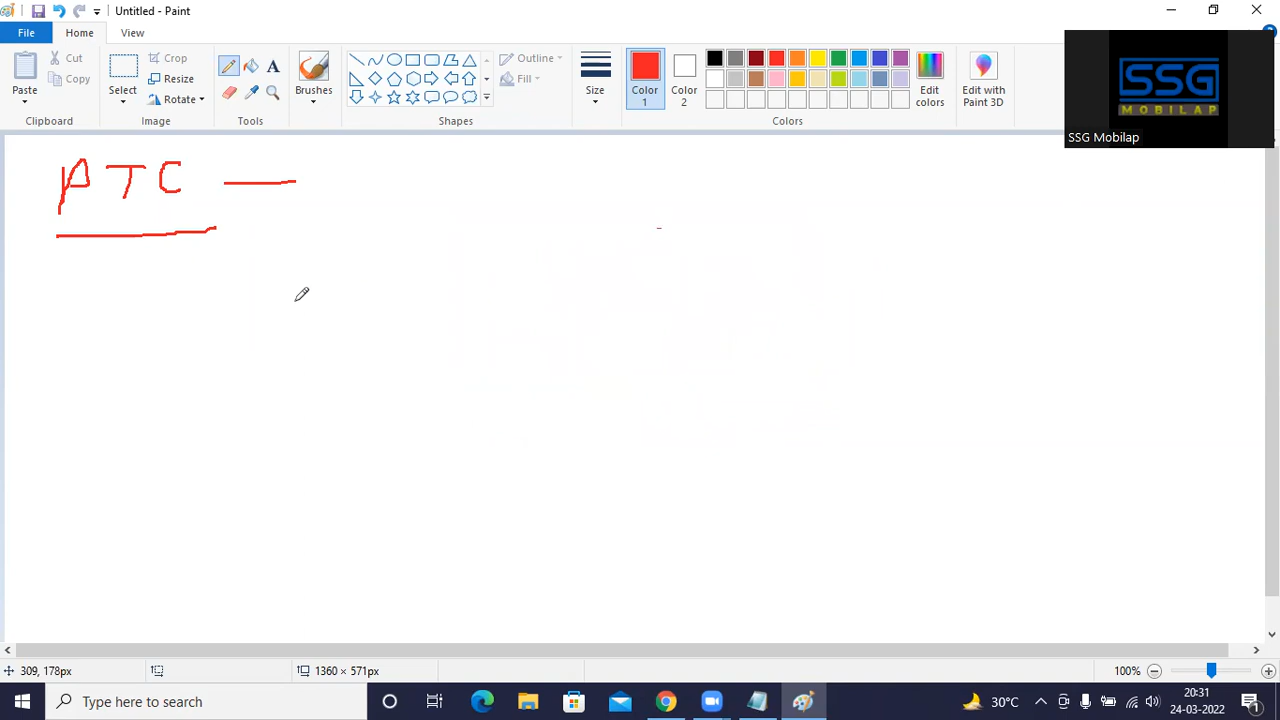 Untitled - Paint
File Home View
Paste Cut Copy Clipboard
Select Crop Resize Rotate Image
Tools
Brushes
Outline Fill Shapes
Size
Color 1 Color 2 Edit colors Colors
Edit with Paint 3D
SSG
MOBILAP
SSG Mobilap
PTC —
309, 178px 1360 × 571px 100%
Type here to search 30°C 20:31
24-03-2022 1